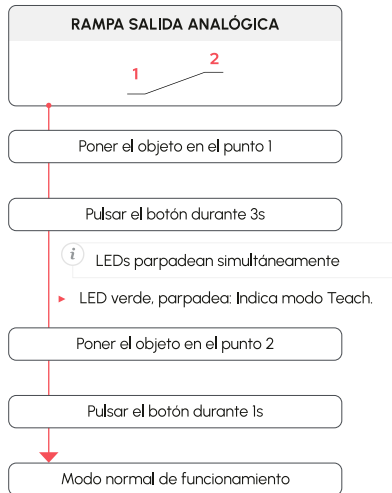 RAMPA SALIDA ANALÓGICA
2
1
Poner el objeto en el punto 1
Pulsar el botón durante 3s
i LEDs parpadean simultáneamente
LED verde, parpadea: Indica modo Teach.
Poner el objeto en el punto 2
Pulsar el botón durante 1s
Modo normal de funcionamiento